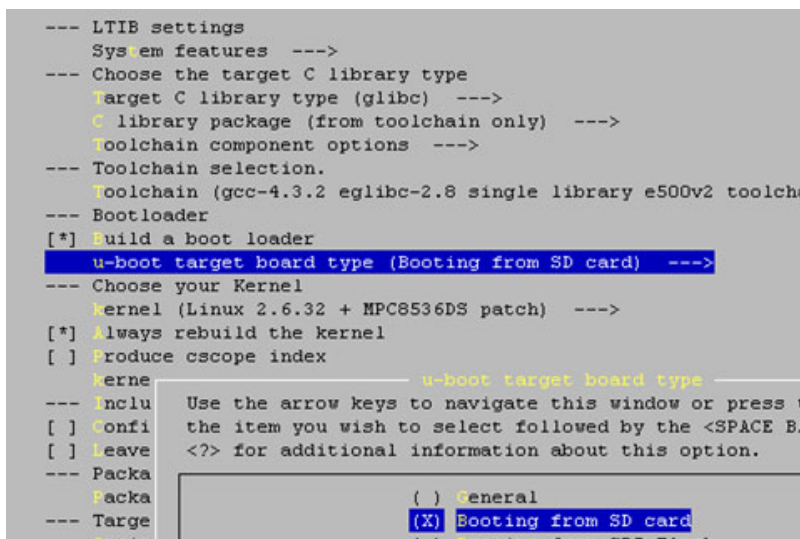 --- LTIB settings
System features --->
--- Choose the target C library type
Target C library type (glibc) --->
C library package (from toolchain only) --->
Toolchain component options --->
--- Toolchain selection.
Toolchain (gcc-4.3.2 eglibc-2.8 single library e500v2 toolcha
--- Bootloader
[*] Build a boot loader
u-boot target board type (Booting from SD card) --->
--- Choose your Kernel
kernel (Linux 2.6.32 + MPC8536DS patch) --->
[*] Always rebuild the kernel
[ ] Produce cscope index
kerne
u-boot target board type
--- Inclu
Use the arrow keys to navigate this window or press
[ ] Confi
the item you wish to select followed by the <SPACE BA
[ ] Leave
<?> for additional information about this option.
--- Packa
Packa
( ) General
--- Targe
(X) Booting from SD card